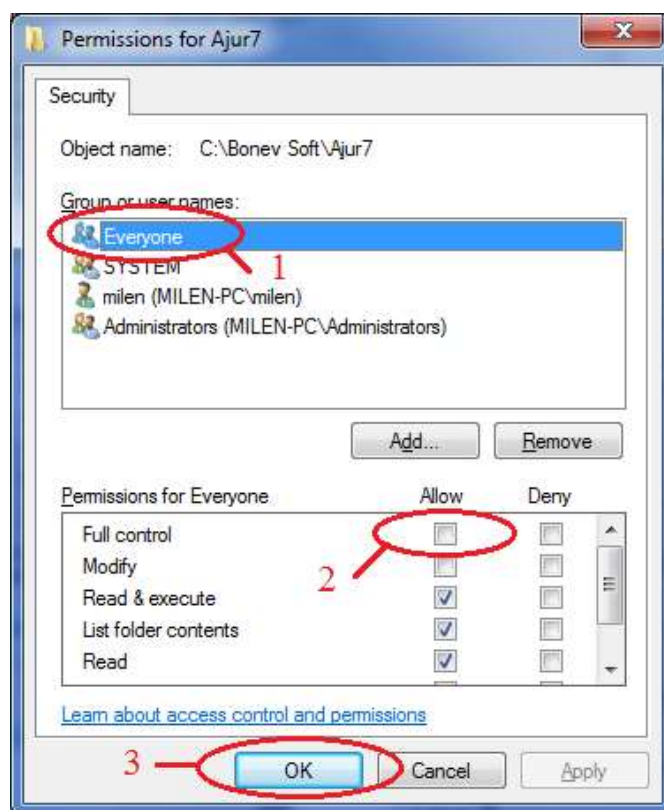 Permissions for Ajur7
Security
Object name: C:\Bonev Soft\Ajur7
Group or user names:
Everyone
1
SYSTEM
milen (MILEN-PC\milen)
Administrators (MILEN-PC\Administrators)
Add... Remove
Permissions for Everyone Allow Deny
Full control
Modify
2
Read & execute
List folder contents
Read
Learn about access control and permissions
3 OK Cancel Apply